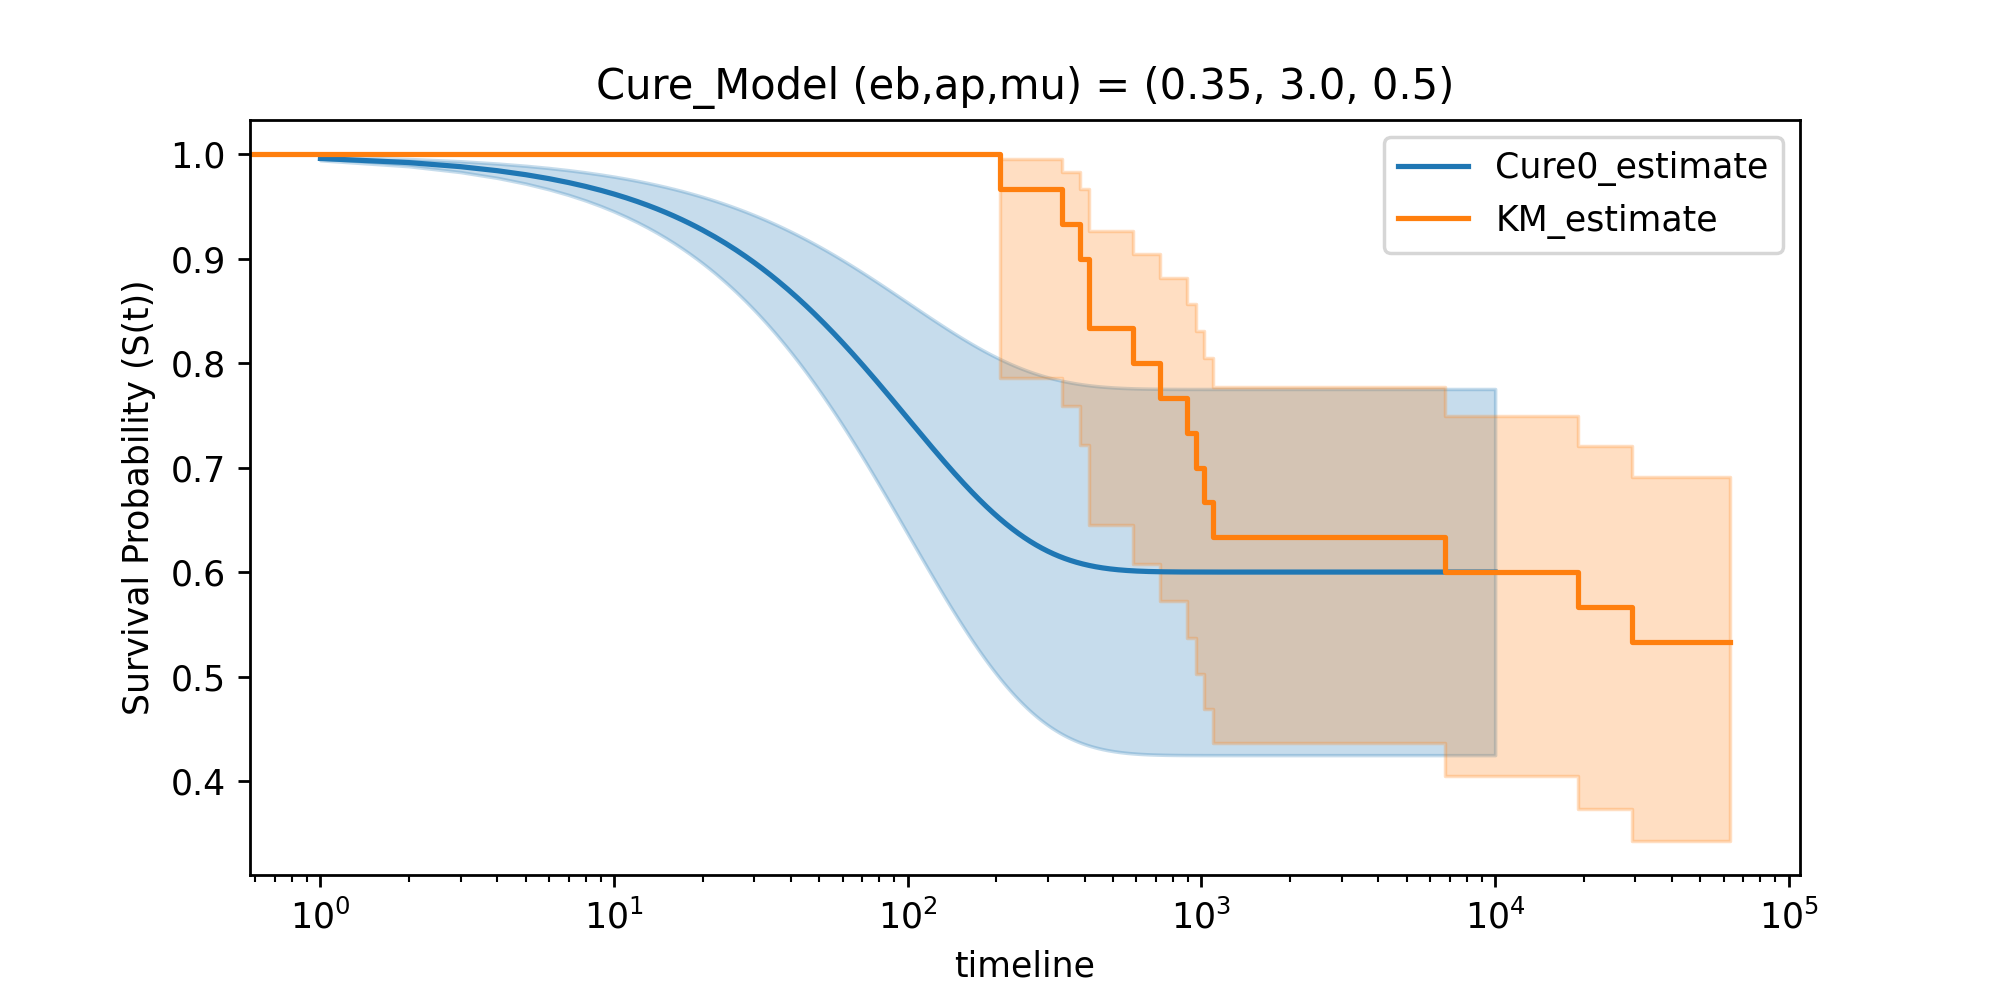 Cure_Model (eb,ap,mu) = (0.35, 3.0, 0.5)
Cure0_estimate
KM_estimate
Survival Probability (S(t))
1.0
0.9
0.8
0.7
0.6
0.5
0.4
10⁰ 10¹ 10² 10³ 10⁴ 10⁵
timeline